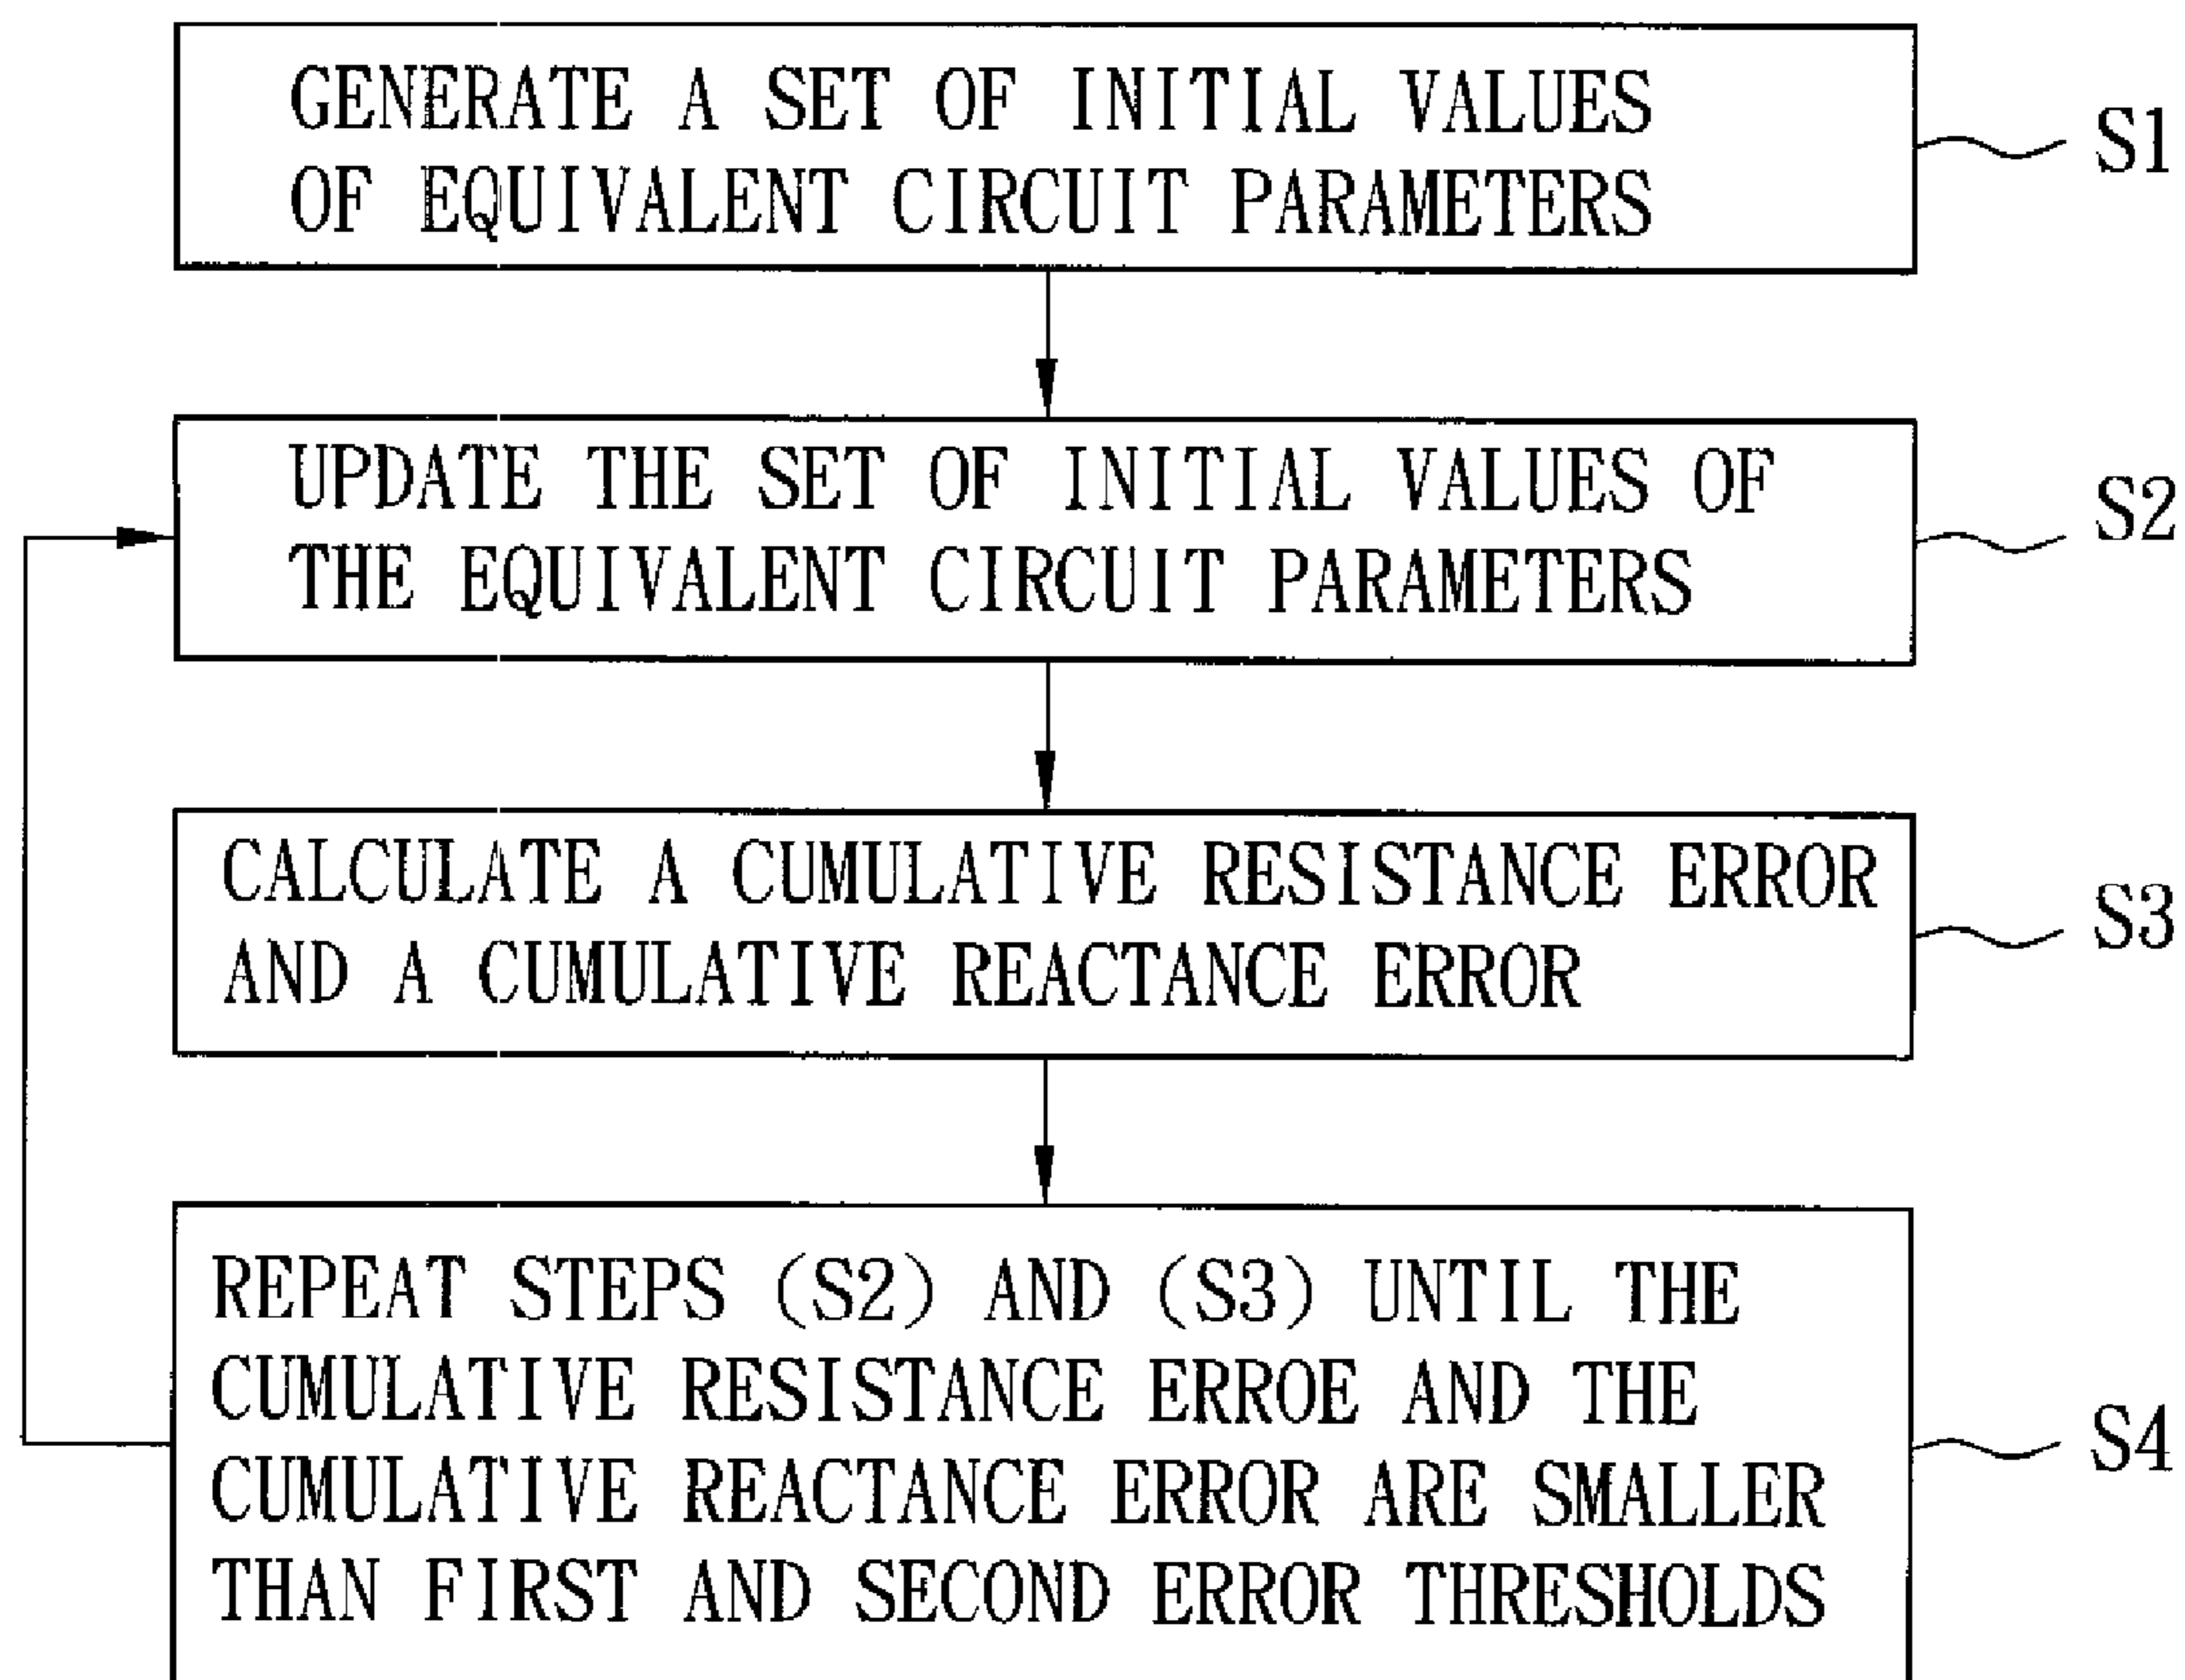 GENERATE A SET OF INITIAL VALUES
OF EQUIVALENT CIRCUIT PARAMETERS
S1
UPDATE THE SET OF INITIAL VALUES OF
THE EQUIVALENT CIRCUIT PARAMETERS
S2
CALCULATE A CUMULATIVE RESISTANCE ERROR
AND A CUMULATIVE REACTANCE ERROR
S3
REPEAT STEPS (S2) AND (S3) UNTIL THE
CUMULATIVE RESISTANCE ERROE AND THE
CUMULATIVE REACTANCE ERROR ARE SMALLER
THAN FIRST AND SECOND ERROR THRESHOLDS
S4